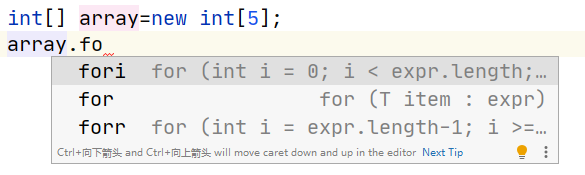 int[] array=new int[5];
array.fo
fori for (int i = 0; i < expr.length;…
for for (T item : expr)
forr for (int i = expr.length-1; i >=…
Ctrl+向下箭头 and Ctrl+向上箭头 will move caret down and up in the editor Next Tip